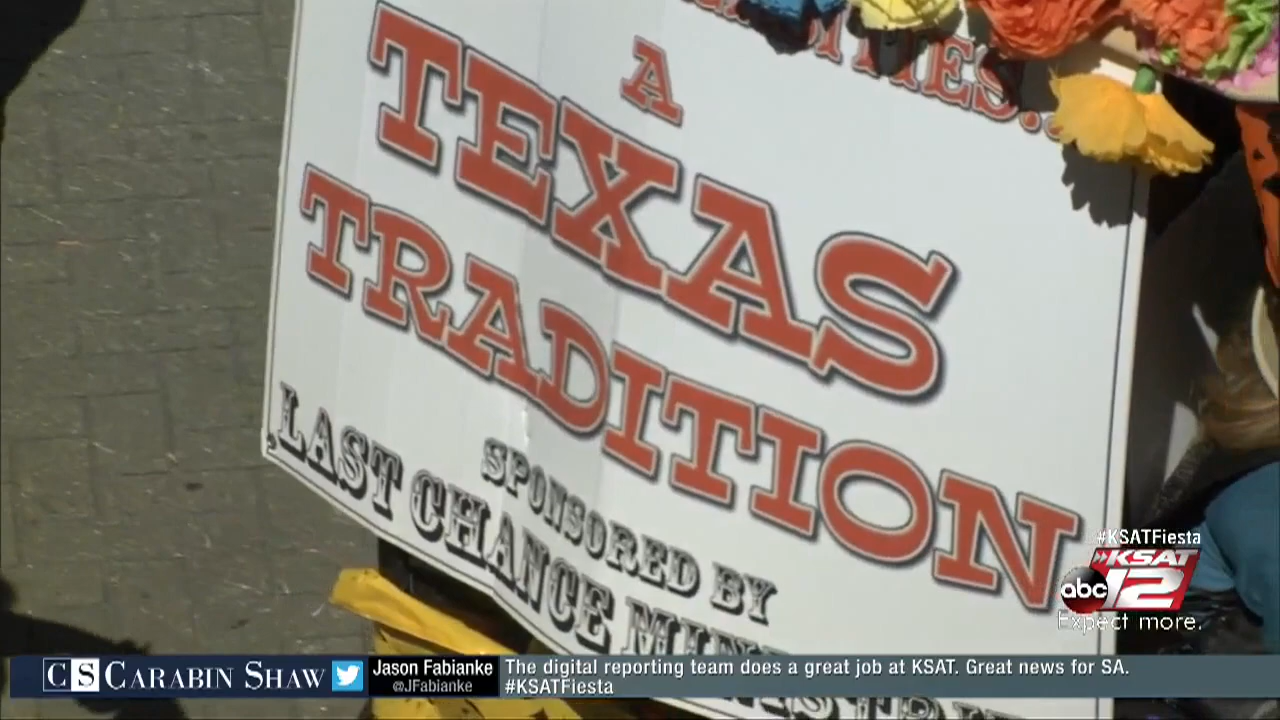 A
TEXAS
TRADITION
SPONSORED BY
LAST CHANCE
#KSATFiesta
KSAT
abc 12
Expect more.
CS CARABIN SHAW
Jason Fabianke
@JFabianke
The digital reporting team does a great job at KSAT. Great news for SA.
#KSATFiesta